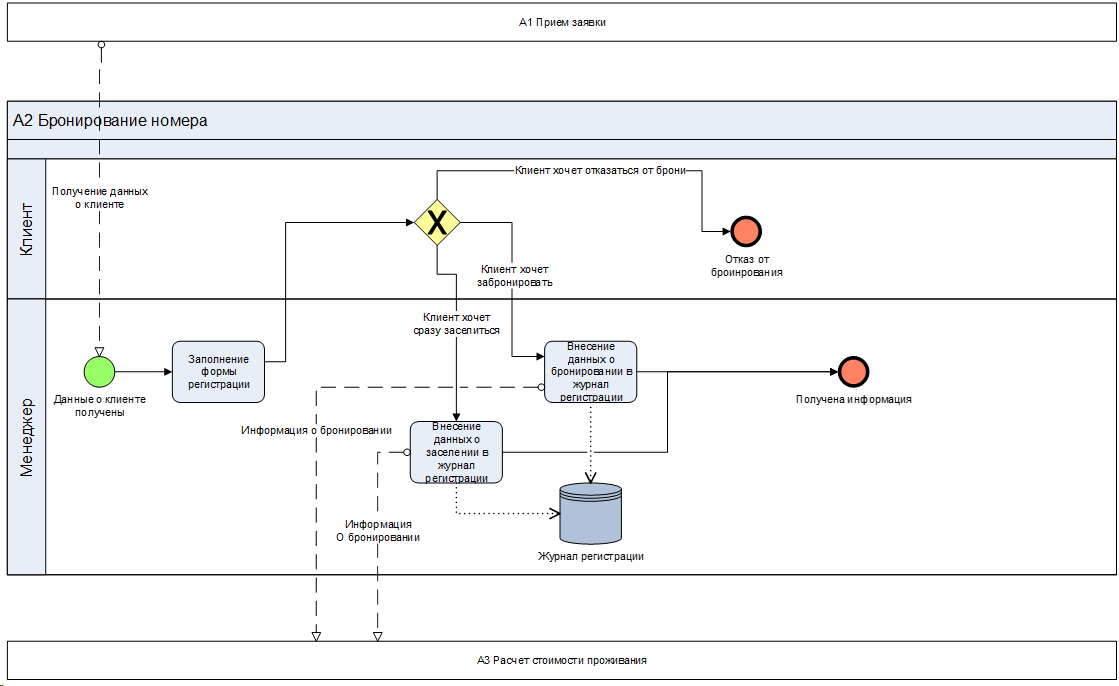 А1 Прием заявки
А2 Бронирование номера
Клиент
Получение данных
о клиенте
Клиент хочет отказаться от брони
Отказ от
броинрования
Клиент хочет
забронировать
Менеджер
Клиент хочет
сразу заселиться
Данные о клиенте
получены
Заполнение
формы
регистрации
Внесение
данных о
бронировании в
журнал
регистрации
Получена информация
Информация о бронировании
Внесение
данных о
заселении в
журнал
регистрации
Информация
О бронировании
Журнал регистрации
А3 Расчет стоимости проживания